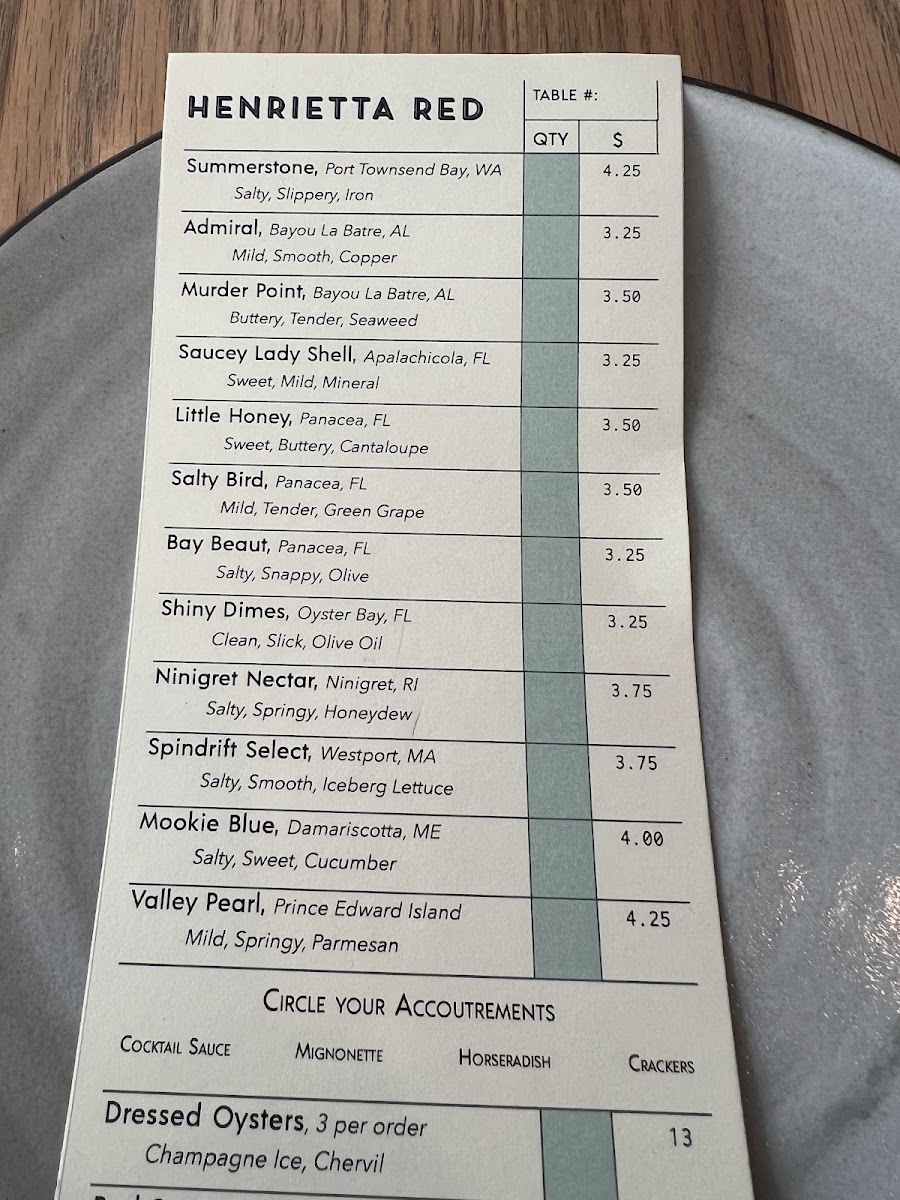 HENRIETTA RED
TABLE #:
QTY $
Summerstone, Port Townsend Bay, WA 4.25
Salty, Slippery, Iron
Admiral, Bayou La Batre, AL 3.25
Mild, Smooth, Copper
Murder Point, Bayou La Batre, AL 3.50
Buttery, Tender, Seaweed
Saucey Lady Shell, Apalachicola, FL 3.25
Sweet, Mild, Mineral
Little Honey, Panacea, FL 3.50
Sweet, Buttery, Cantaloupe
Salty Bird, Panacea, FL 3.50
Mild, Tender, Green Grape
Bay Beaut, Panacea, FL 3.25
Salty, Snappy, Olive
Shiny Dimes, Oyster Bay, FL 3.25
Clean, Slick, Olive Oil
Ninigret Nectar, Ninigret, RI 3.75
Salty, Springy, Honeydew
Spindrift Select, Westport, MA 3.75
Salty, Smooth, Iceberg Lettuce
Mookie Blue, Damariscotta, ME 4.00
Salty, Sweet, Cucumber
Valley Pearl, Prince Edward Island 4.25
Mild, Springy, Parmesan
CIRCLE YOUR ACCOUTREMENTS
COCKTAIL SAUCE MIGNONETTE HORSERADISH CRACKERS
Dressed Oysters, 3 per order 13
Champagne Ice, Chervil